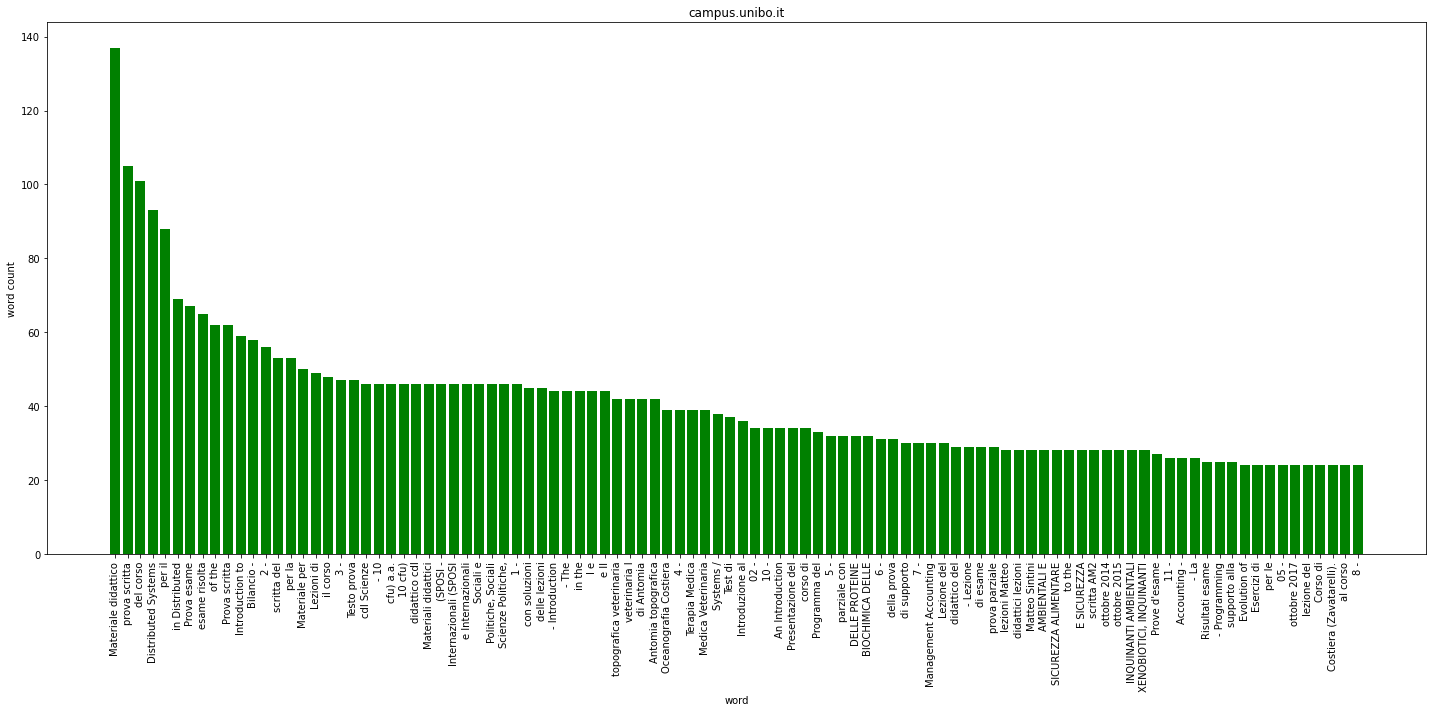 campus.unibo.it
word count
140
120
100
80
60
40
20
0
Materiale didattico
prova scritta
del corso
Distributed Systems
per il
in Distributed
Prova esame
esame risolta
of the
Prova scritta
Introduction to
Bilancio -
2 -
scritta del
per la
Materiale per
Lezioni di
il corso
3 -
Testo prova
cdl Scienze
- 10
cfu) a.a.
10 cfu)
didattico cdl
Materiali didattici
(SPOSI -
Internazionali (SPOSI
e Internazionali
Sociali e
Politiche, Sociali
Scienze Politiche,
1 -
con soluzioni
delle lezioni
- Introduction
- The
in the
I e
e II
topografica veterinaria
veterinaria I
di Antomia
Antomia topografica
Oceanografia Costiera
4 -
Terapia Medica
Medica Veterinaria
Systems /
Test di
Introduzione al
02 -
10 -
An Introduction
Presentazione del
corso di
Programma del
5 -
parziale con
DELLE PROTEINE
BIOCHIMICA DELLE
6 -
della prova
di supporto
7 -
Management Accounting
Lezione del
didattico del
- Lezione
di esame
prova parziale
lezioni Matteo
didattici lezioni
Matteo Sintini
AMBIENTALI E
SICUREZZA ALIMENTARE
to the
E SICUREZZA
scritta AM2
ottobre 2014
ottobre 2015
INQUINANTI AMBIENTALI
XENOBIOTICI, INQUINANTI
Prove d'esame
11 -
Accounting -
- La
Risultati esame
- Programming
supporto alla
Evolution of
Esercizi di
per le
05 -
ottobre 2017
lezione del
Corso di
Costiera (Zavatarelli).
al corso
8 -
word